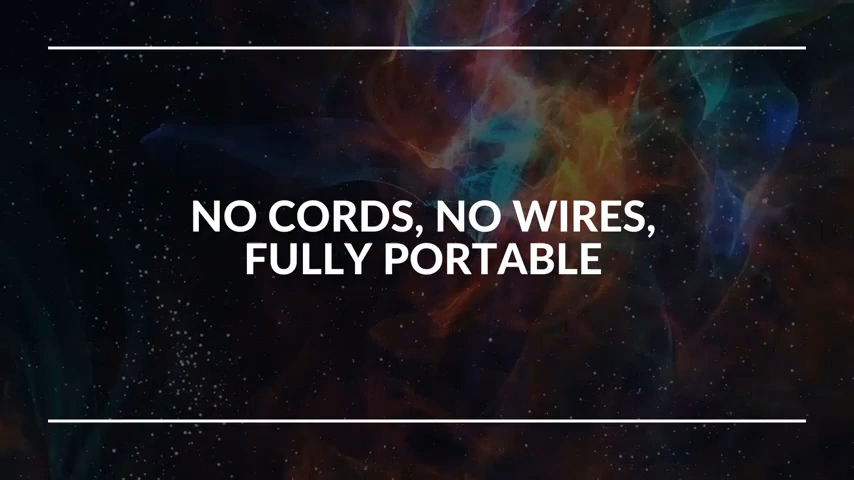 NO CORDS, NO WIRES,
FULLY PORTABLE